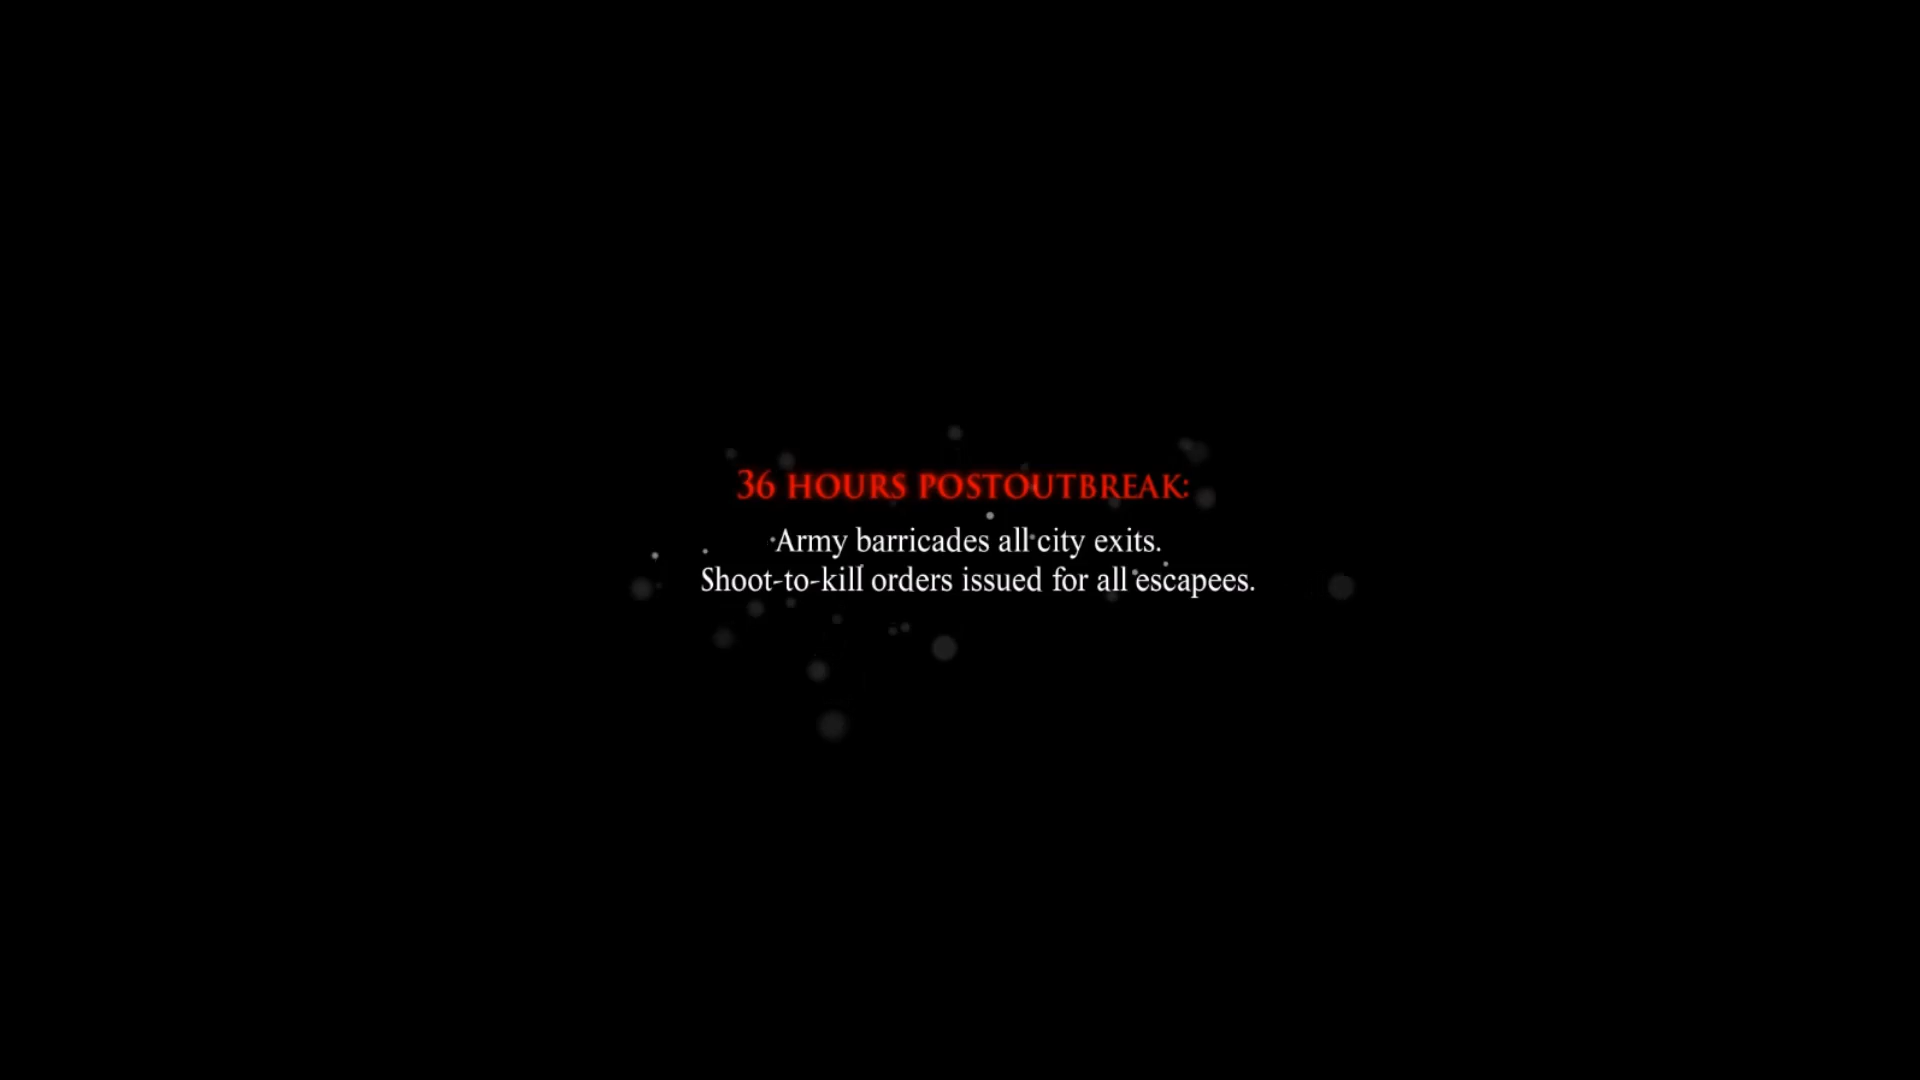 36 HOURS POSTOUTBREAK:
Army barricades all city exits.
Shoot-to-kill orders issued for all escapees.